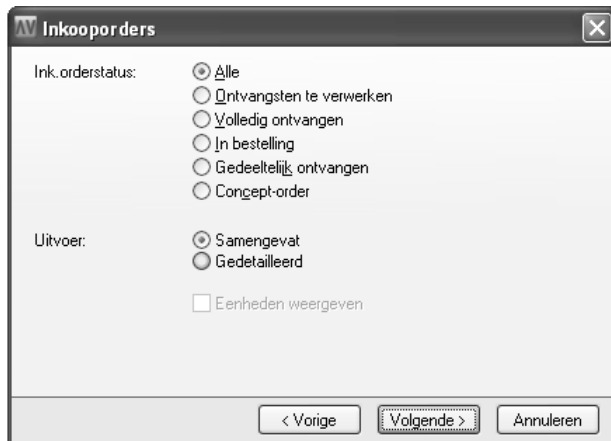 Inkooporders
Ink.orderstatus:
Alle
Ontvangsten te verwerken
Volledig ontvangen
In bestelling
Gedeeltelijk ontvangen
Concept-order
Uitvoer:
Samengevat
Gedetailleerd
Eenheden weergeven
< Vorige
Volgende >
Annuleren